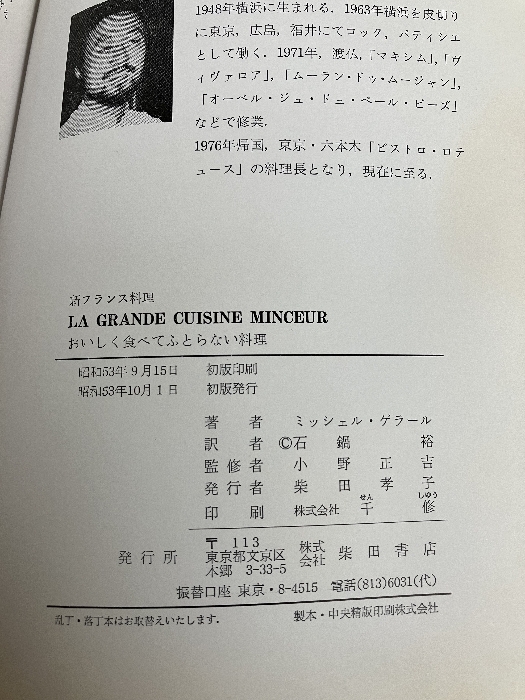 1948年横浜に生まれる．1963年横浜を皮切り
に東京，広島，福井にてコック，パティシエ
として働く．1971年，渡仏，「マキシム」，「ヴ
ィヴァロア」，「ムーラン・ド・ムージャン」，
「オーベル・ジュ・ド・ペール・ビーズ」
などで修業．
1976年帰国，東京・六本木「ビストロ・ロテ
ュース」の料理長となり，現在に至る．
新フランス料理
LA GRANDE CUISINE MINCEUR
おいしく食べてふとらない料理
昭和53年9月15日 初版印刷
昭和53年10月1日 初版発行
著者 ミッシェル・ゲラール
訳者 ©石鍋裕
監修者 小野正吉
発行者 柴田孝子
印刷 株式会社 千修
せん しゅう
発行所 〒113
東京都文京区
本郷 3-33-5
株式会社 柴田書店
振替口座 東京・8-4515 電話(813)6031(代)
乱丁・落丁本はお取替えいたします. 製本・中央精版印刷株式会社